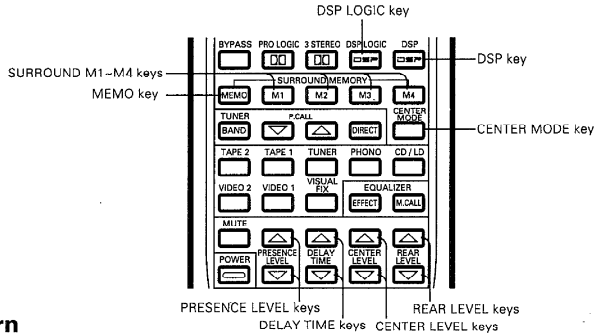 DSP LOGIC key
BYPASS PRO LOGIC 3 STEREO DSP LOGIC DSP
DSP key
SURROUND M1~M4 keys
SURROUND MEMORY
MEMO key
MEMO M1 M2 M3 M4
TUNER P.CALL CENTER MODE
BAND DIRECT
CENTER MODE key
TAPE 2 TAPE 1 TUNER PHONO CD / LD
VIDEO 2 VIDEO 1 VISUAL FIX EQUALIZER
EFFECT M.CALL
MUTE
POWER PRESENCE LEVEL DELAY TIME CENTER LEVEL REAR LEVEL
PRESENCE LEVEL keys REAR LEVEL keys
DELAY TIME keys CENTER LEVEL keys
rn